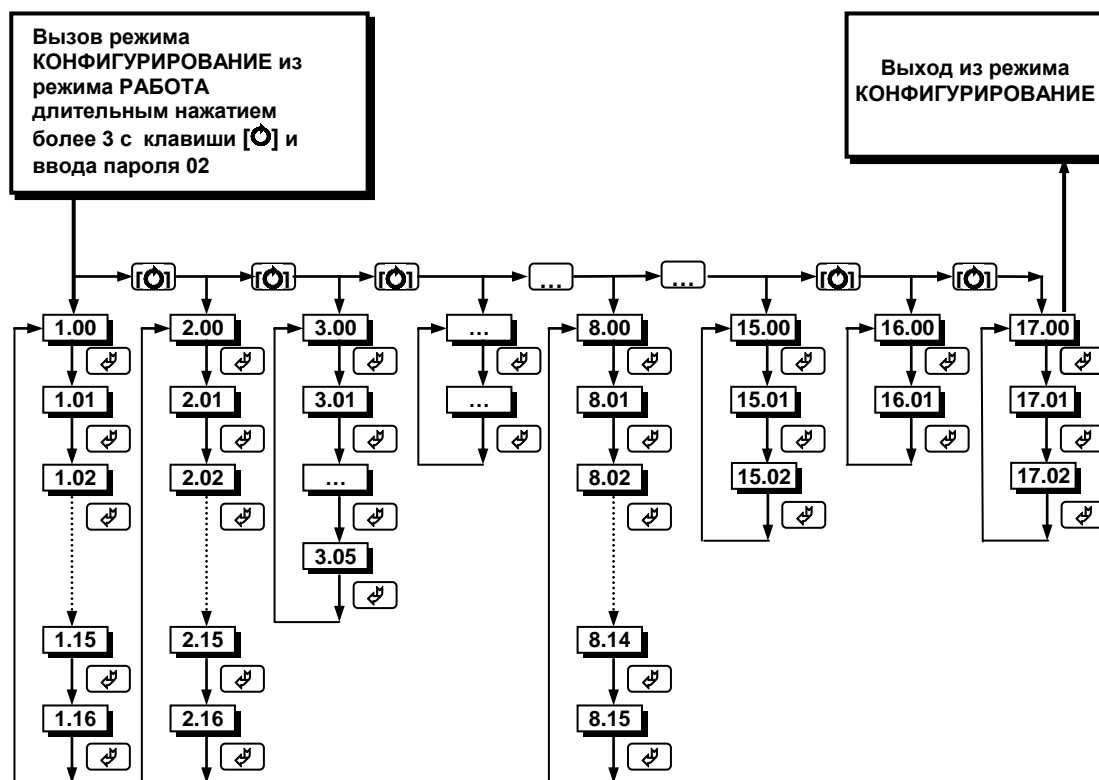 Вызов режима
КОНФИГУРИРОВАНИЕ из
режима РАБОТА
длительным нажатием
более 3 с клавиши [] и
ввода пароля 02
Выход из режима
КОНФИГУРИРОВАНИЕ
[] [] [] ... ... [] []
1.00 2.00 3.00 ... 8.00 15.00 16.00 17.00
1.01 2.01 3.01 ... 8.01 15.01 16.01 17.01
1.02 2.02 ... 8.02 15.02 17.02
3.05
1.15 2.15 8.14
1.16 2.16 8.15